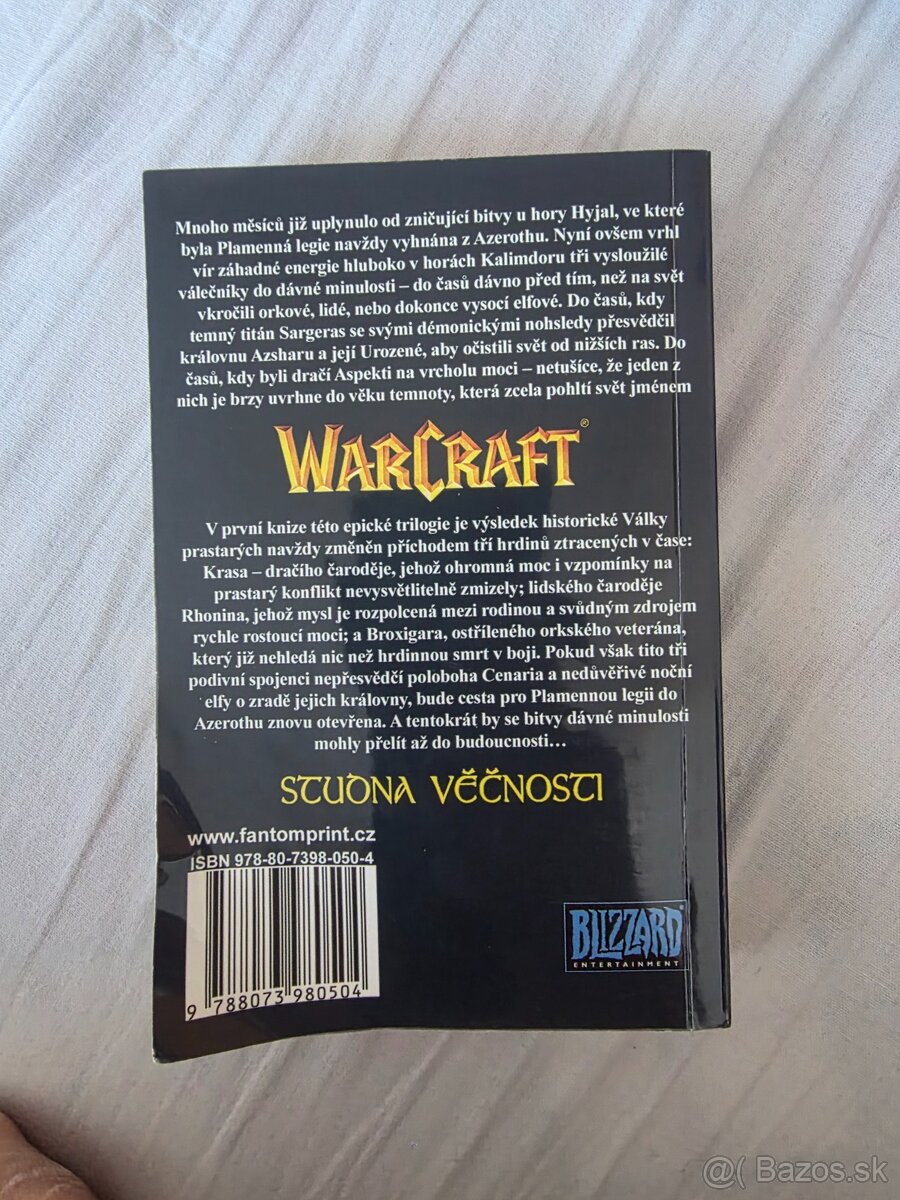 Mnoho měsíců již uplynulo od zničující bitvy u hory Hyjal, ve které
byla Plamenná legie navždy vyhnána z Azerothu. Nyní ovšem vrhl
vír záhadné energie hluboko v horách Kalimdoru tři vysloužilé
válečníky do dávné minulosti – do časů dávno před tím, než na svět
vkročili orkové, lidé, nebo dokonce vysocí elfové. Do časů, kdy
temný titán Sargeras se svými démonickými nohsledy přesvědčil
královnu Azsharu a její Urozené, aby očistili svět od nižších ras. Do
časů, kdy byli dračí Aspekti na vrcholu moci – netušíce, že jeden z
nich je brzy uvrhne do věku temnoty, která zcela pohltí svět jménem
WARCRAFT®
V první knize této epické trilogie je výsledek historické Války
prastarých navždy změněn příchodem tří hrdinů ztracených v čase:
Krasa – dračího čaroděje, jehož ohromná moc i vzpomínky na
prastarý konflikt nevysvětlitelně zmizely; lidského čaroděje
Rhonina, jehož mysl je rozpolcená mezi rodinou a svůdným zdrojem
rychle rostoucí moci; a Broxigara, ostříleného orkského veterána,
který již nehledá nic než hrdinnou smrt v boji. Pokud však tito tři
podivní spojenci nepřesvědčí poloboha Cenaria a nedůvěřivé noční
elfy o zradě jejich královny, bude cesta pro Plamennou legii do
Azerothu znovu otevřena. A tentokrát by se bitvy dávné minulosti
mohly přelít až do budoucnosti…
STUDNA VĚČNOSTI
www.fantomprint.cz
ISBN 978-80-7398-050-4
9 788073 980504
BLIZZARD®
ENTERTAINMENT
@( Bazos.sk